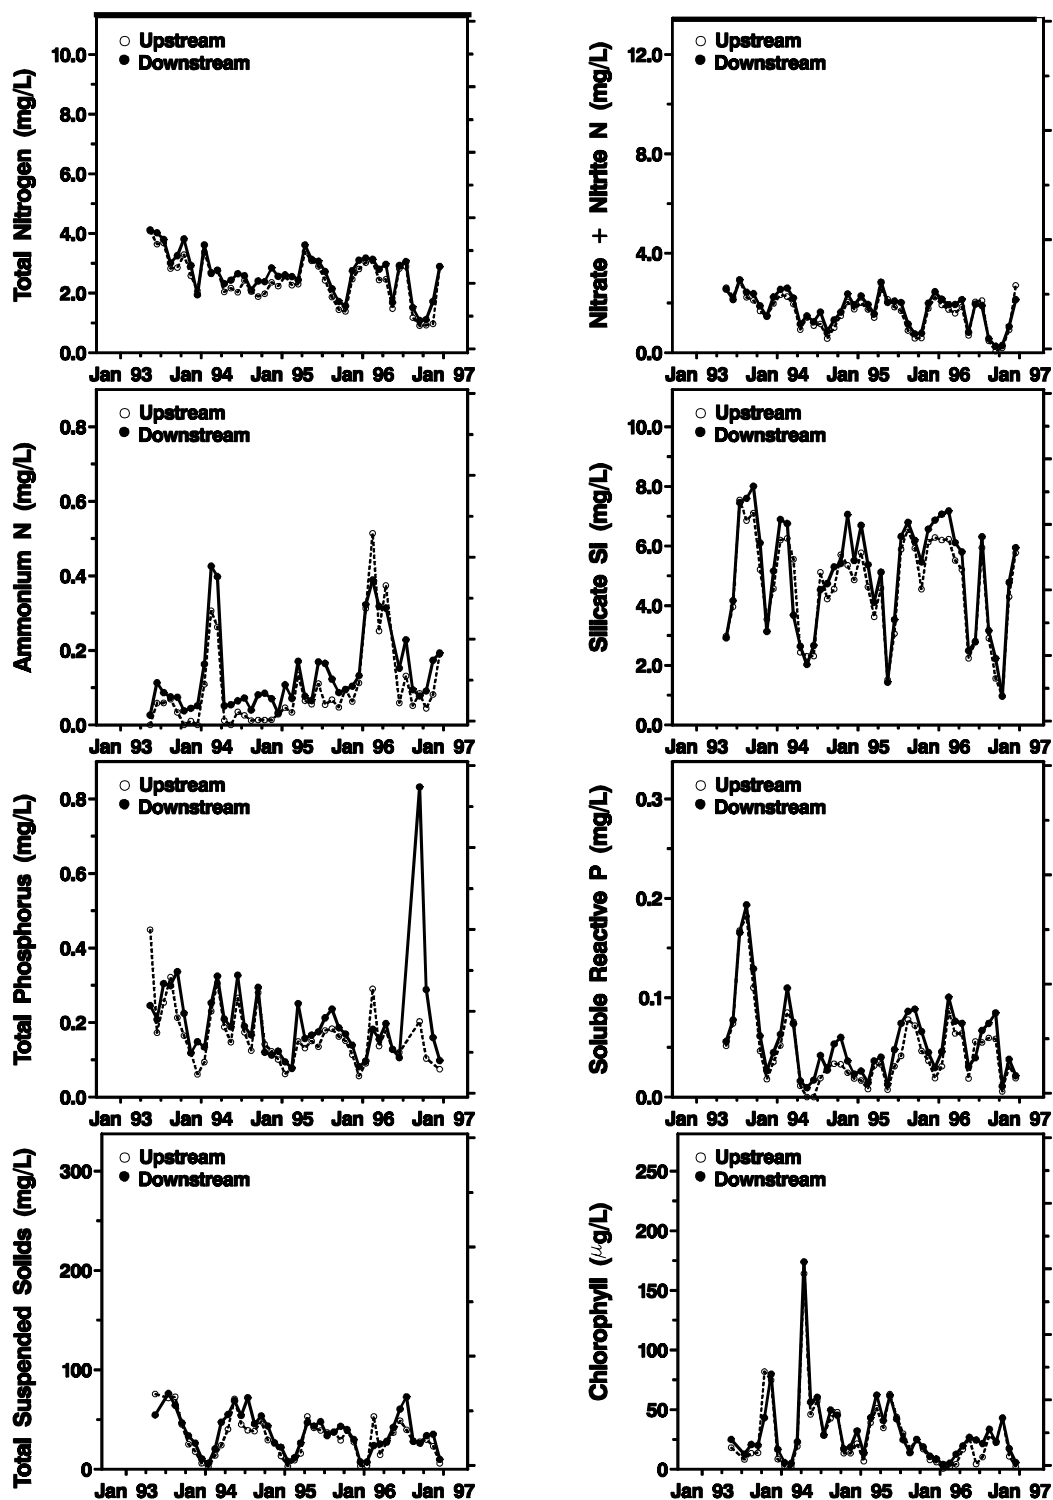 Total Nitrogen (mg/L)
10.0
8.0
6.0
4.0
2.0
0.0
Upstream
Downstream
Jan 93 Jan 94 Jan 95 Jan 96 Jan 97
Nitrate + Nitrite N (mg/L)
12.0
8.0
4.0
0.0
Upstream
Downstream
Jan 93 Jan 94 Jan 95 Jan 96 Jan 97
Ammonium N (mg/L)
0.8
0.6
0.4
0.2
0.0
Upstream
Downstream
Jan 93 Jan 94 Jan 95 Jan 96 Jan 97
Silicate Si (mg/L)
10.0
8.0
6.0
4.0
2.0
0.0
Upstream
Downstream
Jan 93 Jan 94 Jan 95 Jan 96 Jan 97
Total Phosphorus (mg/L)
0.8
0.6
0.4
0.2
0.0
Upstream
Downstream
Jan 93 Jan 94 Jan 95 Jan 96 Jan 97
Soluble Reactive P (mg/L)
0.3
0.2
0.1
0.0
Upstream
Downstream
Jan 93 Jan 94 Jan 95 Jan 96 Jan 97
Total Suspended Solids (mg/L)
300
200
100
0
Upstream
Downstream
Jan 93 Jan 94 Jan 95 Jan 96 Jan 97
Chlorophyll (μg/L)
250
200
150
100
50
0
Upstream
Downstream
Jan 93 Jan 94 Jan 95 Jan 96 Jan 97